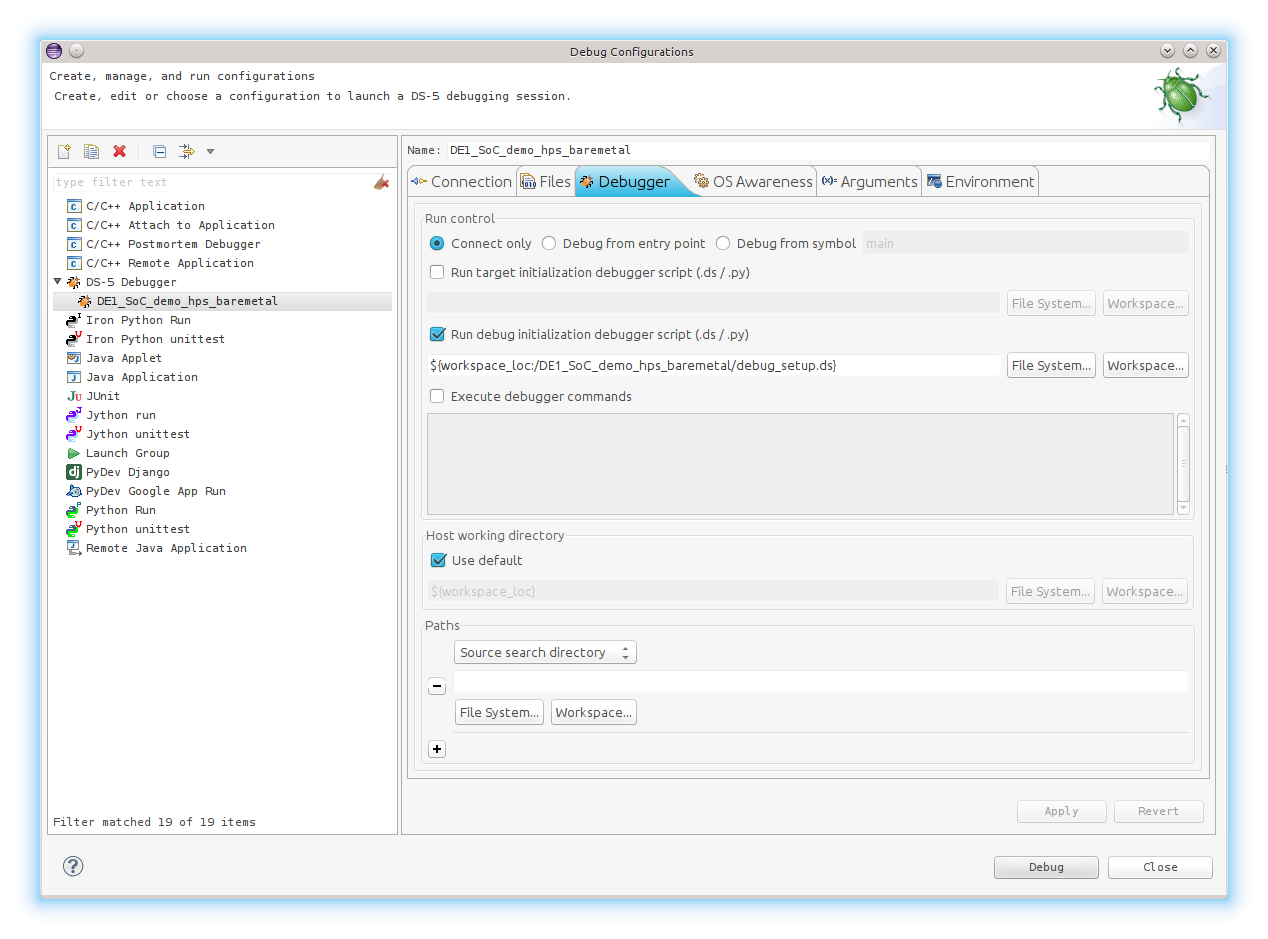 Debug Configurations
Create, manage, and run configurations
Create, edit or choose a configuration to launch a DS-5 debugging session.
type filter text
C/C++ Application
C/C++ Attach to Application
C/C++ Postmortem Debugger
C/C++ Remote Application
DS-5 Debugger
DE1_SoC_demo_hps_baremetal
Iron Python Run
Iron Python unittest
Java Applet
Java Application
JUnit
Jython run
Jython unittest
Launch Group
PyDev Django
PyDev Google App Run
Python Run
Python unittest
Remote Java Application
Filter matched 19 of 19 items
Name: DE1_SoC_demo_hps_baremetal
Connection Files Debugger OS Awareness Arguments Environment
Run control
Connect only Debug from entry point Debug from symbol main
Run target initialization debugger script (.ds / .py)
File System... Workspace...
Run debug initialization debugger script (.ds / .py)
${workspace_loc:/DE1_SoC_demo_hps_baremetal/debug_setup.ds} File System... Workspace...
Execute debugger commands
Host working directory
Use default
${workspace_loc} File System... Workspace...
Paths
Source search directory
File System... Workspace...
Apply Revert
Debug Close